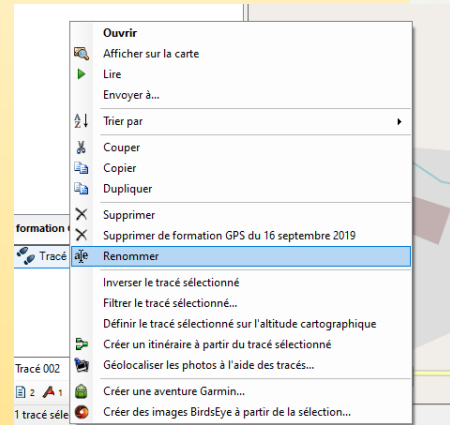 Ouvrir
Afficher sur la carte
Lire
Envoyer à...
Trier par
Couper
Copier
Dupliquer
Supprimer
formation
Supprimer de formation GPS du 16 septembre 2019
Tracé
Renommer
Inverser le tracé sélectionné
Filtrer le tracé sélectionné...
Définir le tracé sélectionné sur l'altitude cartographique
Créer un itinéraire à partir du tracé sélectionné
Tracé 002
Géolocaliser les photos à l'aide des tracés...
2 1
Créer une aventure Garmin...
1 tracé séle
Créer des images BirdsEye à partir de la sélection...